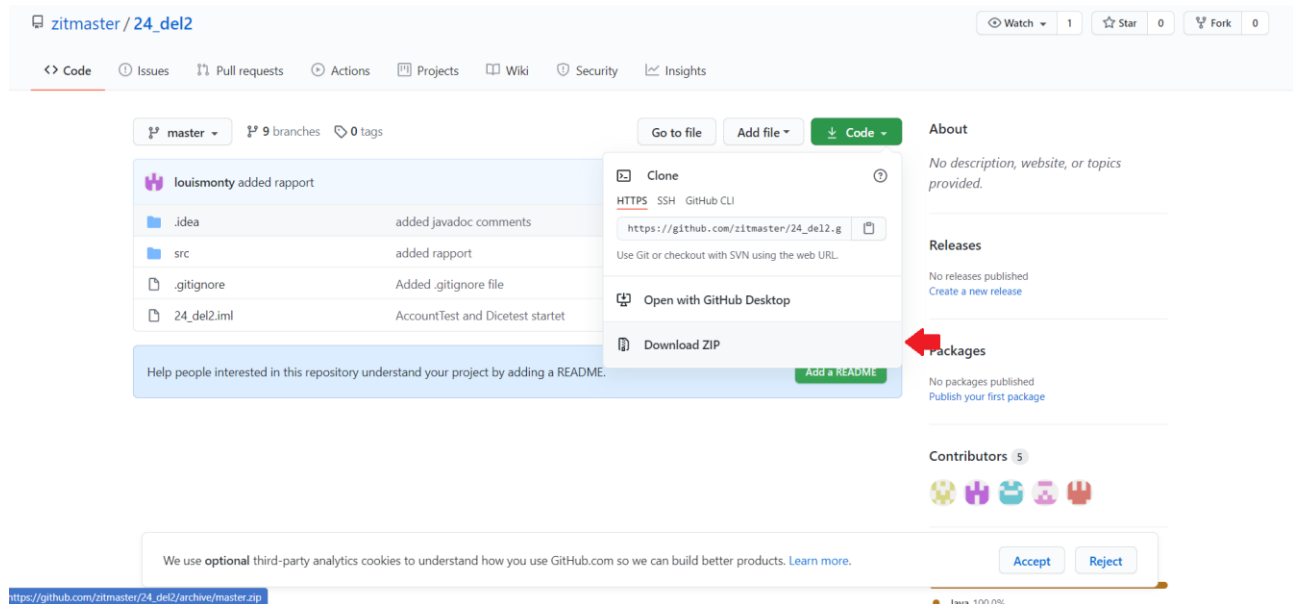 zitmaster / 24_del2
Watch 1 Star 0 Fork 0
Code Issues Pull requests Actions Projects Wiki Security Insights
master 9 branches 0 tags Go to file Add file Code
louismonty added rapport
.idea added javadoc comments
src added rapport
.gitignore Added .gitignore file
24_del2.iml AccountTest and Dicetest startet
Clone
HTTPS SSH GitHub CLI
https://github.com/zitmaster/24_del2.g
Use Git or checkout with SVN using the web URL.
Open with GitHub Desktop
Download ZIP
Help people interested in this repository understand your project by adding a README. Add a README
About
No description, website, or topics
provided.
Releases
No releases published
Create a new release
Packages
No packages published
Publish your first package
Contributors 5
We use optional third-party analytics cookies to understand how you use GitHub.com so we can build better products. Learn more. Accept Reject
https://github.com/zitmaster/24_del2/archive/master.zip
Java 100.0%